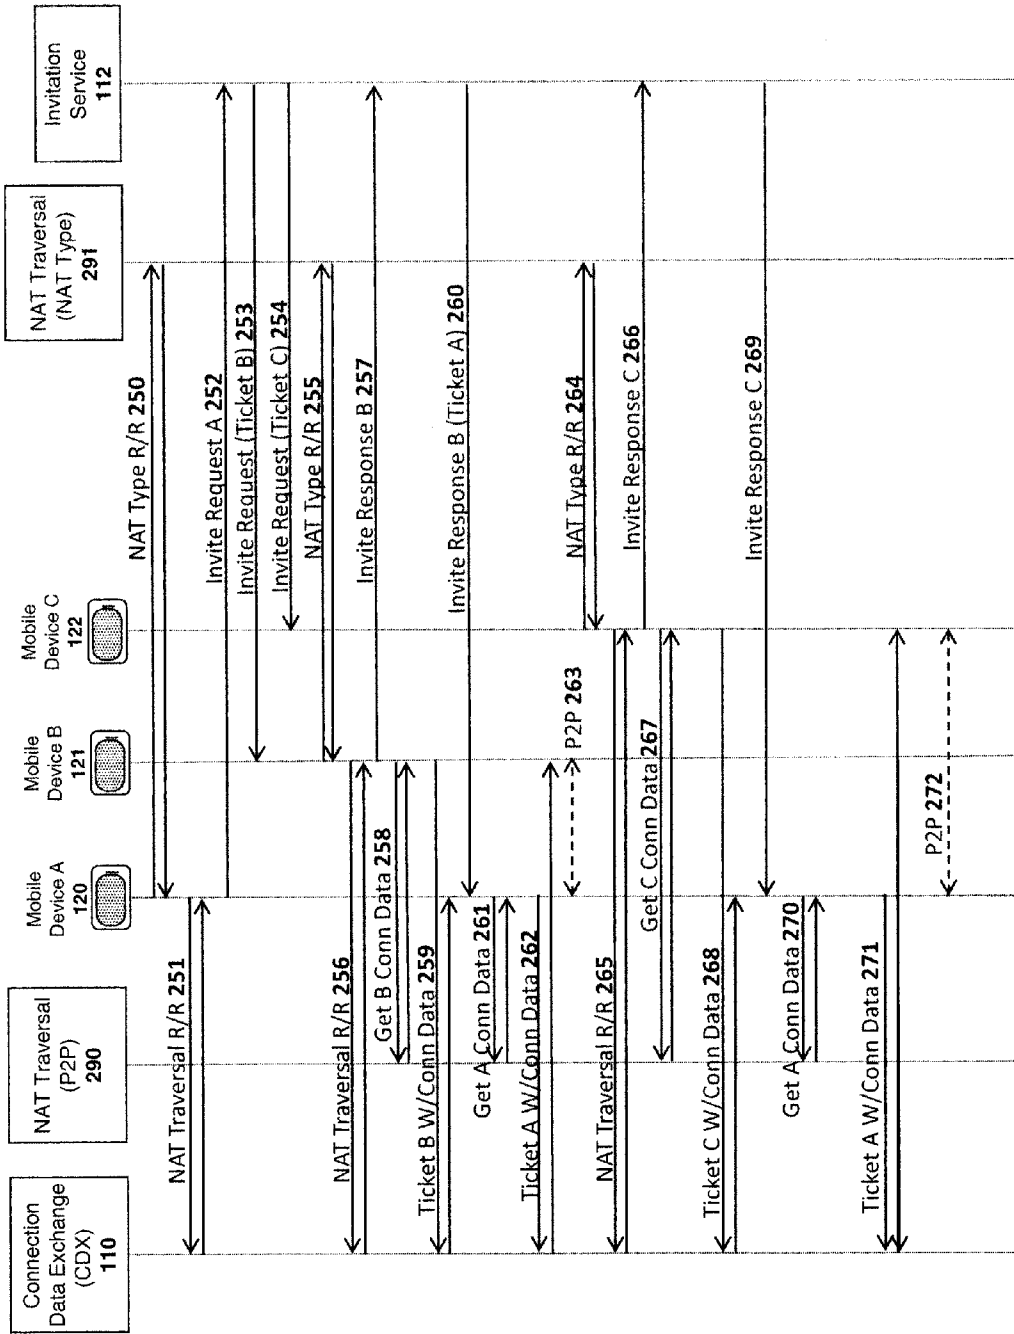 Connection
Data Exchange
(CDX)
110
NAT Traversal
(P2P)
290
Mobile
Device A
120
Mobile
Device B
121
Mobile
Device C
122
NAT Traversal
(NAT Type)
291
Invitation
Service
112
NAT Type R/R 250
NAT Traversal R/R 251
Invite Request A 252
Invite Request (Ticket B) 253
Invite Request (Ticket C) 254
NAT Type R/R 255
NAT Traversal R/R 256
Invite Response B 257
Get B Conn Data 258
Ticket B W/Conn Data 259
Invite Response B (Ticket A) 260
Get A Conn Data 261
Ticket A W/Conn Data 262
P2P 263
NAT Type R/R 264
NAT Traversal R/R 265
Invite Response C 266
Get C Conn Data 267
Ticket C W/Conn Data 268
Invite Response C 269
Get A Conn Data 270
Ticket A W/Conn Data 271
P2P 272